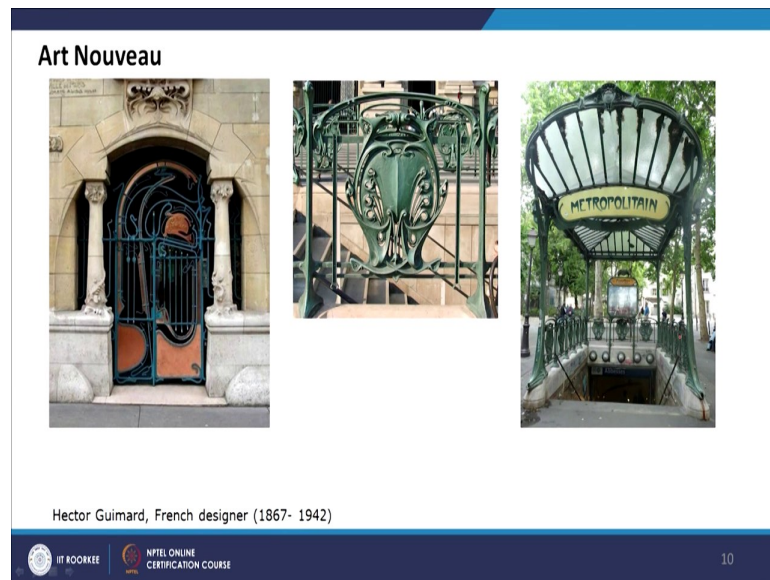 Art Nouveau
METROPOLITAIN
Hector Guimard, French designer (1867- 1942)
IIT ROORKEE
NPTEL ONLINE
CERTIFICATION COURSE
10